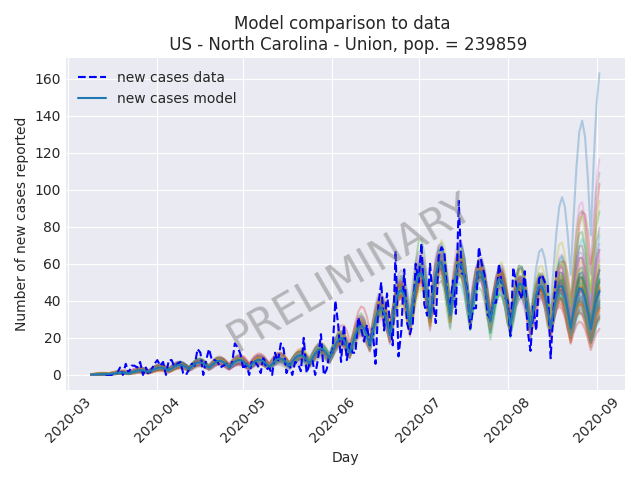 Model comparison to data
US - North Carolina - Union, pop. = 239859
new cases data
new cases model
PRELIMINARY
Number of new cases reported
160
140
120
100
80
60
40
20
0
2020-03
2020-04
2020-05
2020-06
2020-07
2020-08
2020-09
Day